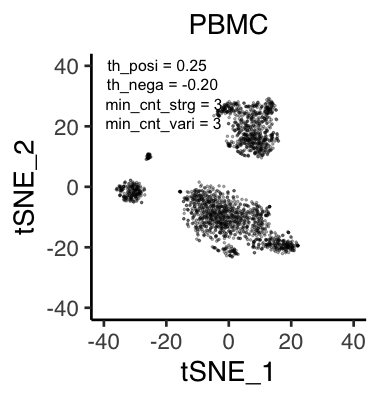 PBMC
th_posi = 0.25
th_nega = -0.20
min_cnt_strg = 3
min_cnt_vari = 3
tSNE_2
40
20
0
-20
-40
-40 -20 0 20 40
tSNE_1